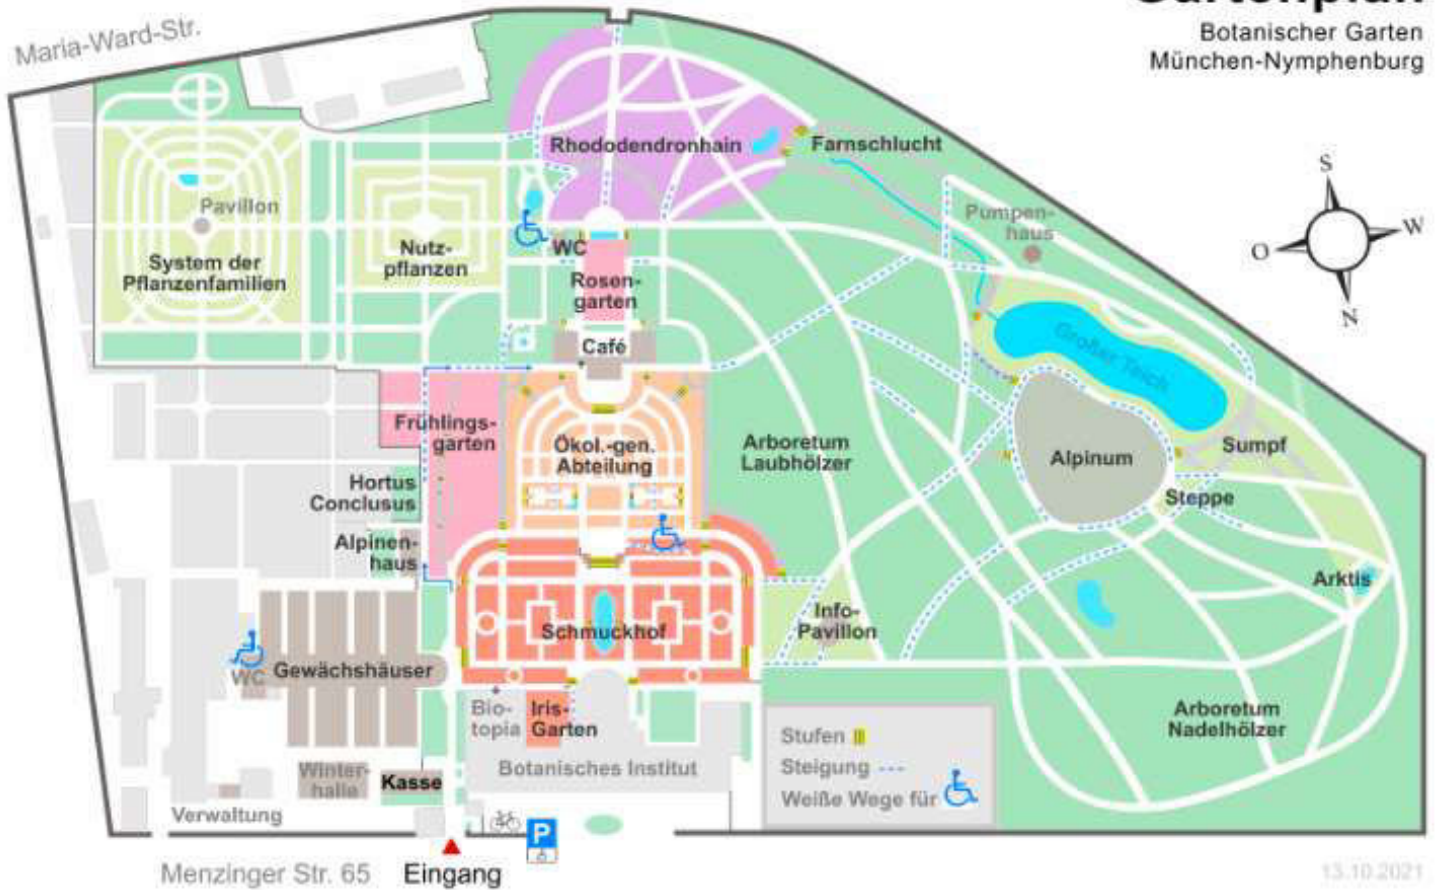 Gartenplan
Botanischer Garten
München-Nymphenburg
Maria-Ward-Str.
Rhododendronhain
Farnschlucht
S
W
O
N
Pavillon
System der
Pflanzenfamilien
Nutz-
pflanzen
WC
Rosen-
garten
Pumpen-
haus
Café
Großer Teich
Frühlings-
garten
Ökol.-gen.
Abteilung
Arboretum
Laubhölzer
Alpinum
Sumpf
Steppe
Hortus
Conclusus
Alpinen-
haus
Arktis
Info-
Pavillon
Schmuckhof
Gewächshäuser
WC
Bio-
topia
Iris-
Garten
Arboretum
Nadelhölzer
Botanisches Institut
Winter-
halle
Kasse
Verwaltung
Stufen
Steigung
Weiße Wege für
P
Menzinger Str. 65
Eingang
13.10.2021